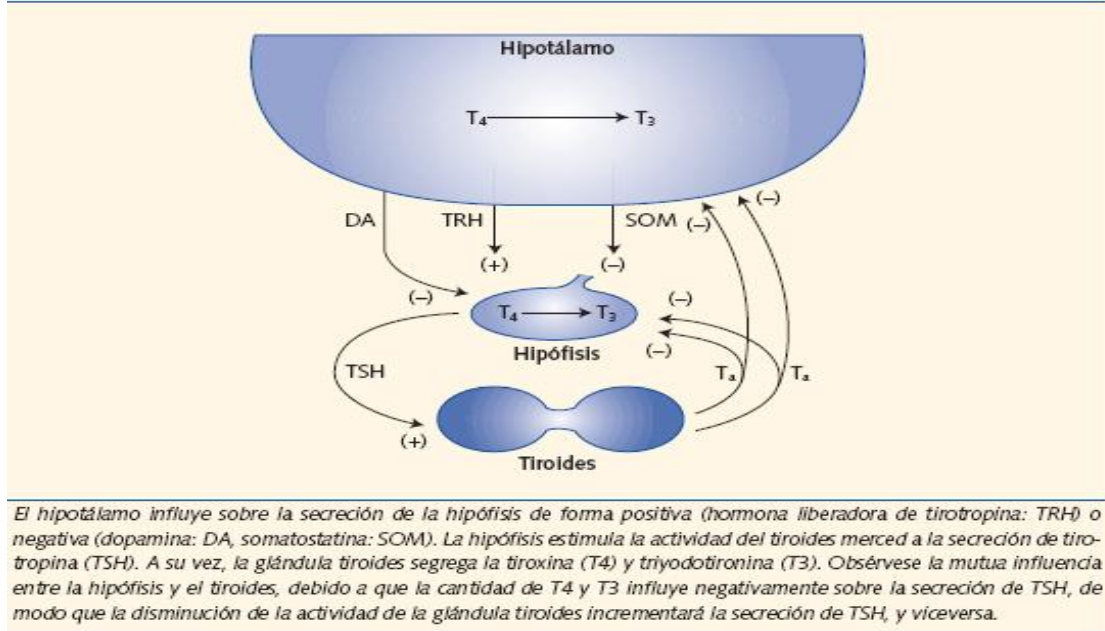 Hipotálamo
T4 T3
DA TRH SOM (–) (–)
(+) (–)
(–) (–)
T4 T3
Hipófisis (–)
TSH Ta Ta
(+)
Tiroides
El hipotálamo influye sobre la secreción de la hipófisis de forma positiva (hormona liberadora de tirotropina: TRH) o
negativa (dopamina: DA, somatostatina: SOM). La hipófisis estimula la actividad del tiroides merced a la secreción de tiro-
tropina (TSH). A su vez, la glándula tiroides segrega la tiroxina (T4) y triyodotironina (T3). Obsérvese la mutua influencia
entre la hipófisis y el tiroides, debido a que la cantidad de T4 y T3 influye negativamente sobre la secreción de TSH, de
modo que la disminución de la actividad de la glándula tiroides incrementará la secreción de TSH, y viceversa.